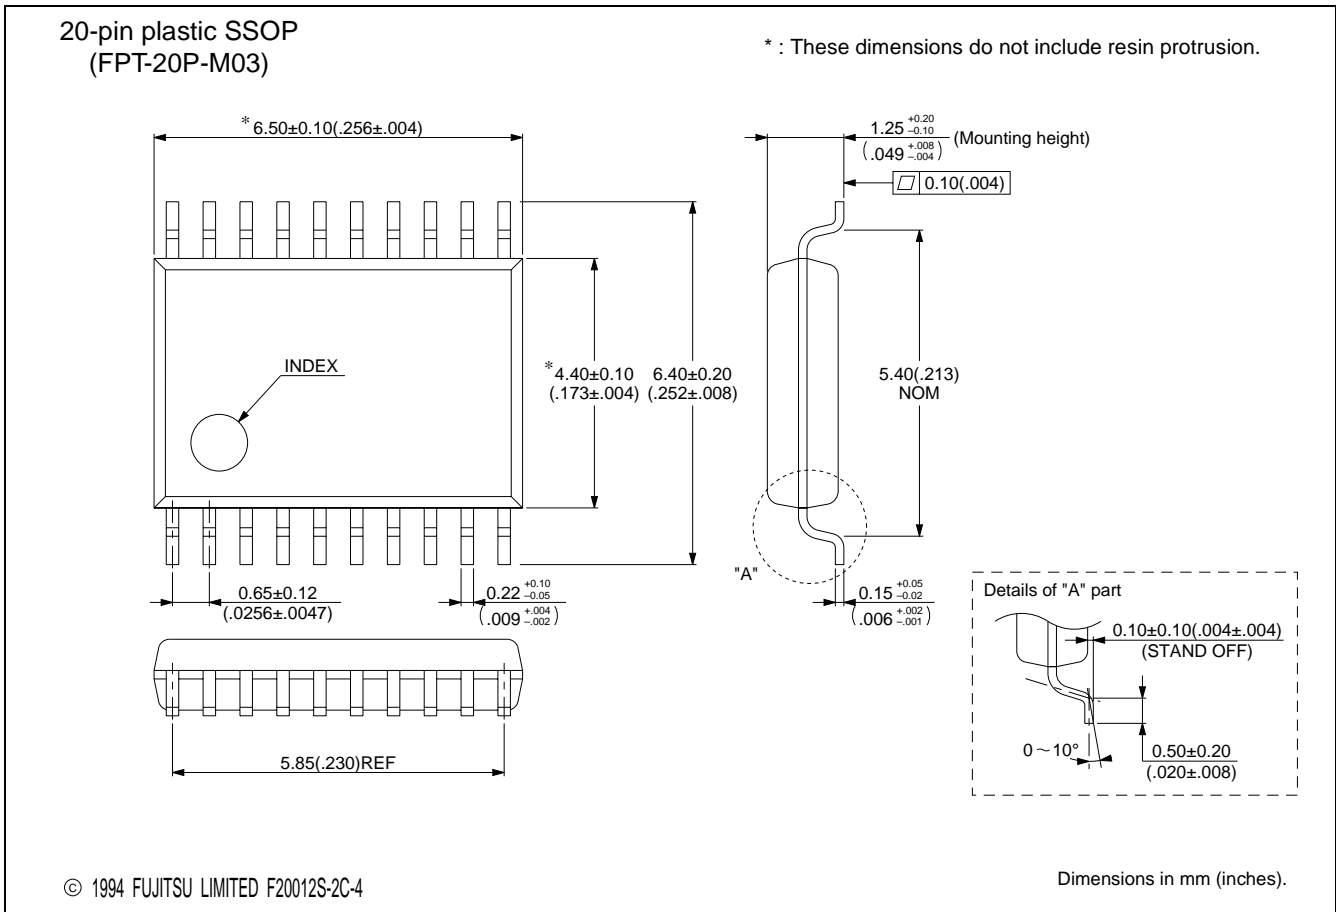 20-pin plastic SSOP
(FPT-20P-M03)
* : These dimensions do not include resin protrusion.
* 6.50±0.10(.256±.004)
1.25 +0.20 −0.10
(.049 +.008 −.004)
(Mounting height)
0.10(.004)
INDEX
*4.40±0.10
(.173±.004)
6.40±0.20
(.252±.008)
5.40(.213)
NOM
"A"
0.65±0.12
(.0256±.0047)
0.22 +0.10 −0.05
(.009 +.004 −.002)
0.15 +0.05 −0.02
(.006 +.002 −.001)
Details of "A" part
0.10±0.10(.004±.004)
(STAND OFF)
0～10°
0.50±0.20
(.020±.008)
5.85(.230)REF
© 1994 FUJITSU LIMITED F20012S-2C-4
Dimensions in mm (inches).